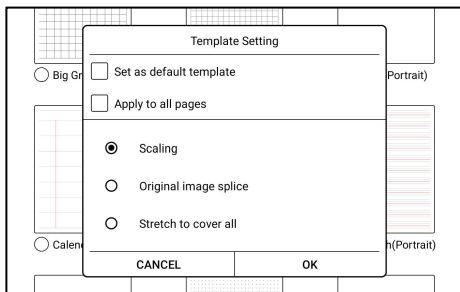 Template Setting
Set as default template
Big Gr
Portrait)
Apply to all pages
Scaling
Original image splice
Stretch to cover all
Calen
h(Portrait)
CANCEL
OK